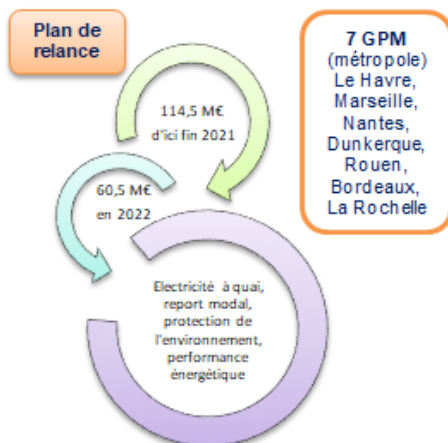 Plan de
relance
114,5 M€
d'ici fin 2021
60,5 M€
en 2022
Electricité à quai,
report modal,
protection de
l'environnement,
performance
énergétique
7 GPM
(métropole)
Le Havre,
Marseille,
Nantes,
Dunkerque,
Rouen,
Bordeaux,
La Rochelle